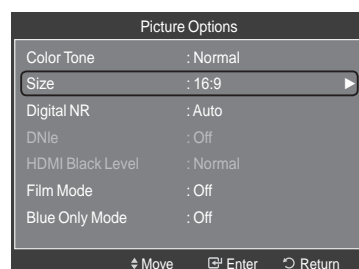 Picture Options
Color Tone : Normal
Size : 16:9
Digital NR : Auto
DNIe : Off
HDMI Black Level : Normal
Film Mode : Off
Blue Only Mode : Off
Move Enter Return